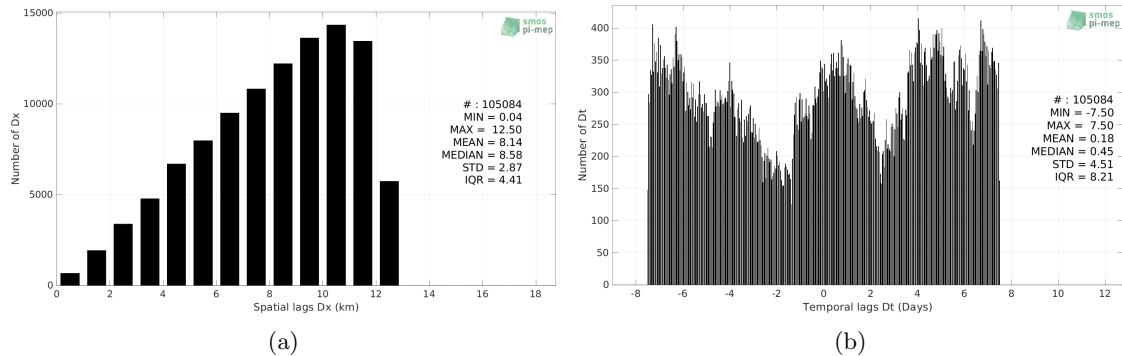 15000
10000
5000
0
0 2 4 6 8 10 12 14 16 18
Number of Dx
Spatial lags Dx (km)
smos
pi-mep
# : 105084
MIN = 0.04
MAX = 12.50
MEAN = 8.14
MEDIAN = 8.58
STD = 2.87
IQR = 4.41
(a)
400
350
300
250
200
150
100
50
0
-8 -6 -4 -2 0 2 4 6 8 10 12
Number of Dt
Temporal lags Dt (Days)
smos
pi-mep
# : 105084
MIN = -7.50
MAX = 7.50
MEAN = 0.18
MEDIAN = 0.45
STD = 4.51
IQR = 8.21
(b)